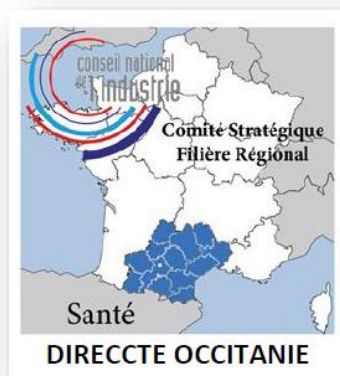 conseil national
de l'industrie
Comité Stratégique
Filière Régional
Santé
DIRECCTE OCCITANIE